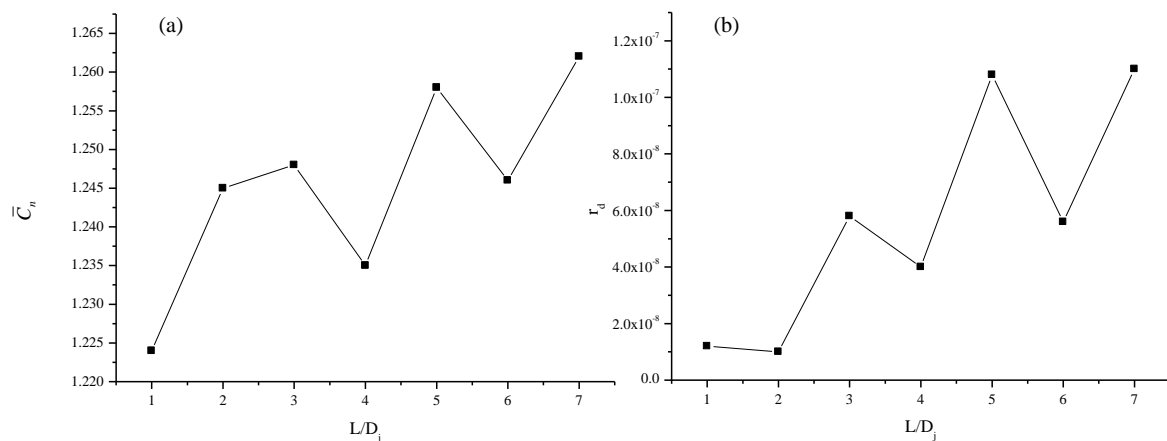 (a)
1.265
1.260
1.255
1.250
1.245
1.240
1.235
1.230
1.225
1.220
C̿ₙ
1 2 3 4 5 6 7
L/Dⱼ
(b)
1.2x10⁻⁷
1.0x10⁻⁷
8.0x10⁻⁸
6.0x10⁻⁸
4.0x10⁻⁸
2.0x10⁻⁸
0.0
r_d
1 2 3 4 5 6 7
L/Dⱼ